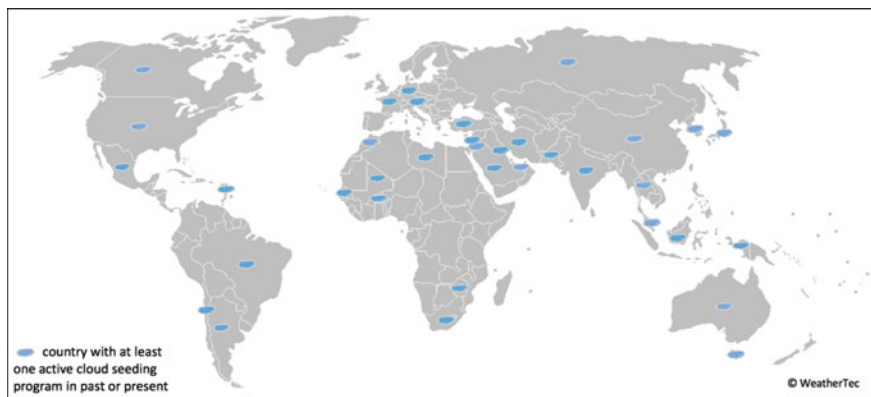 country with at least
one active cloud seeding
program in past or present
© WeatherTec